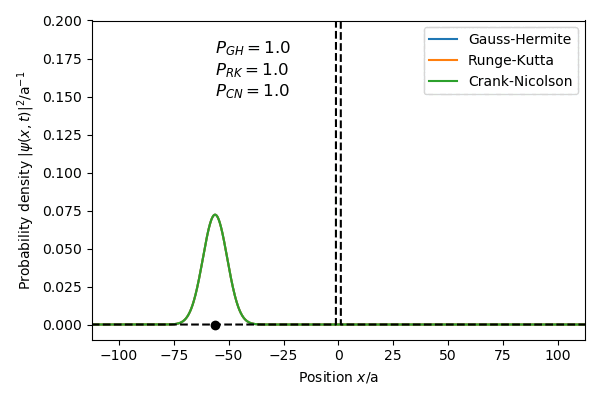 P_GH = 1.0
P_RK = 1.0
P_CN = 1.0
Gauss-Hermite
Runge-Kutta
Crank-Nicolson
Probability density |ψ(x, t)|²/a⁻¹
0.200
0.175
0.150
0.125
0.100
0.075
0.050
0.025
0.000
−100 −75 −50 −25 0 25 50 75 100
Position x/a